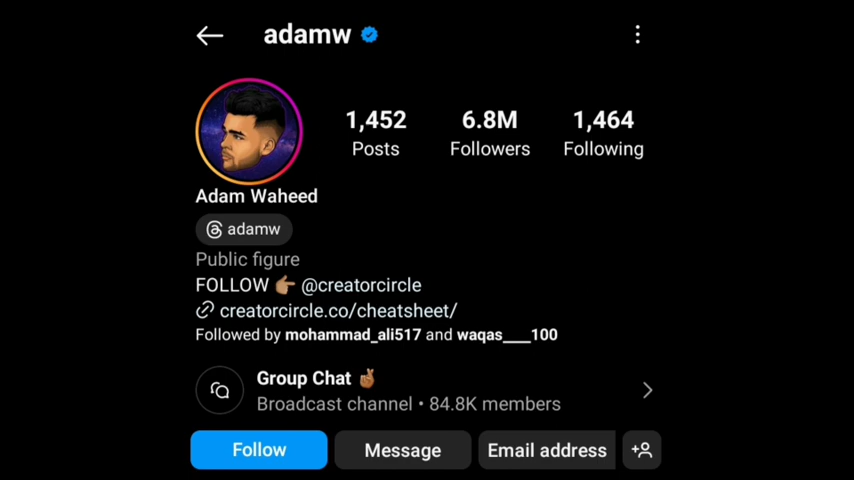 adamw
1,452 6.8M 1,464
Posts Followers Following
Adam Waheed
adamw
Public figure
FOLLOW 👉🏽 @creatorcircle
creatorcircle.co/cheatsheet/
Followed by mohammad_ali517 and waqas____100
Group Chat 🤞🏽
Broadcast channel • 84.8K members
Follow Message Email address